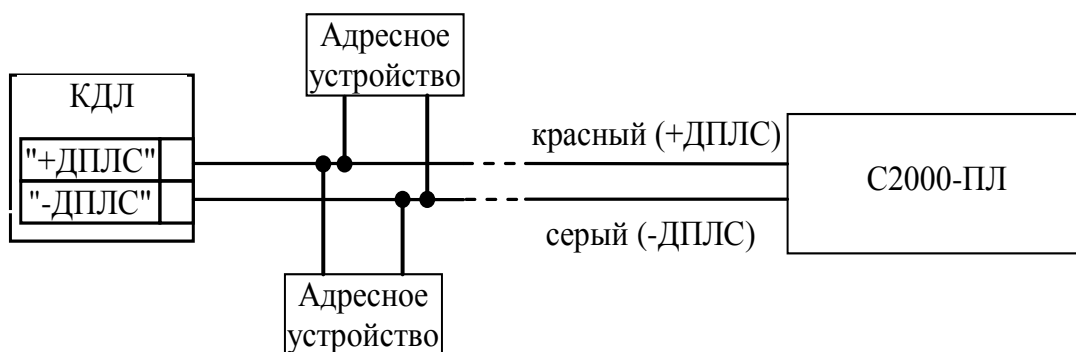 Адресное
устройство
КДЛ
"+ДПЛС"
"-ДПЛС"
красный (+ДПЛС)
серый (-ДПЛС)
С2000-ПЛ
Адресное
устройство